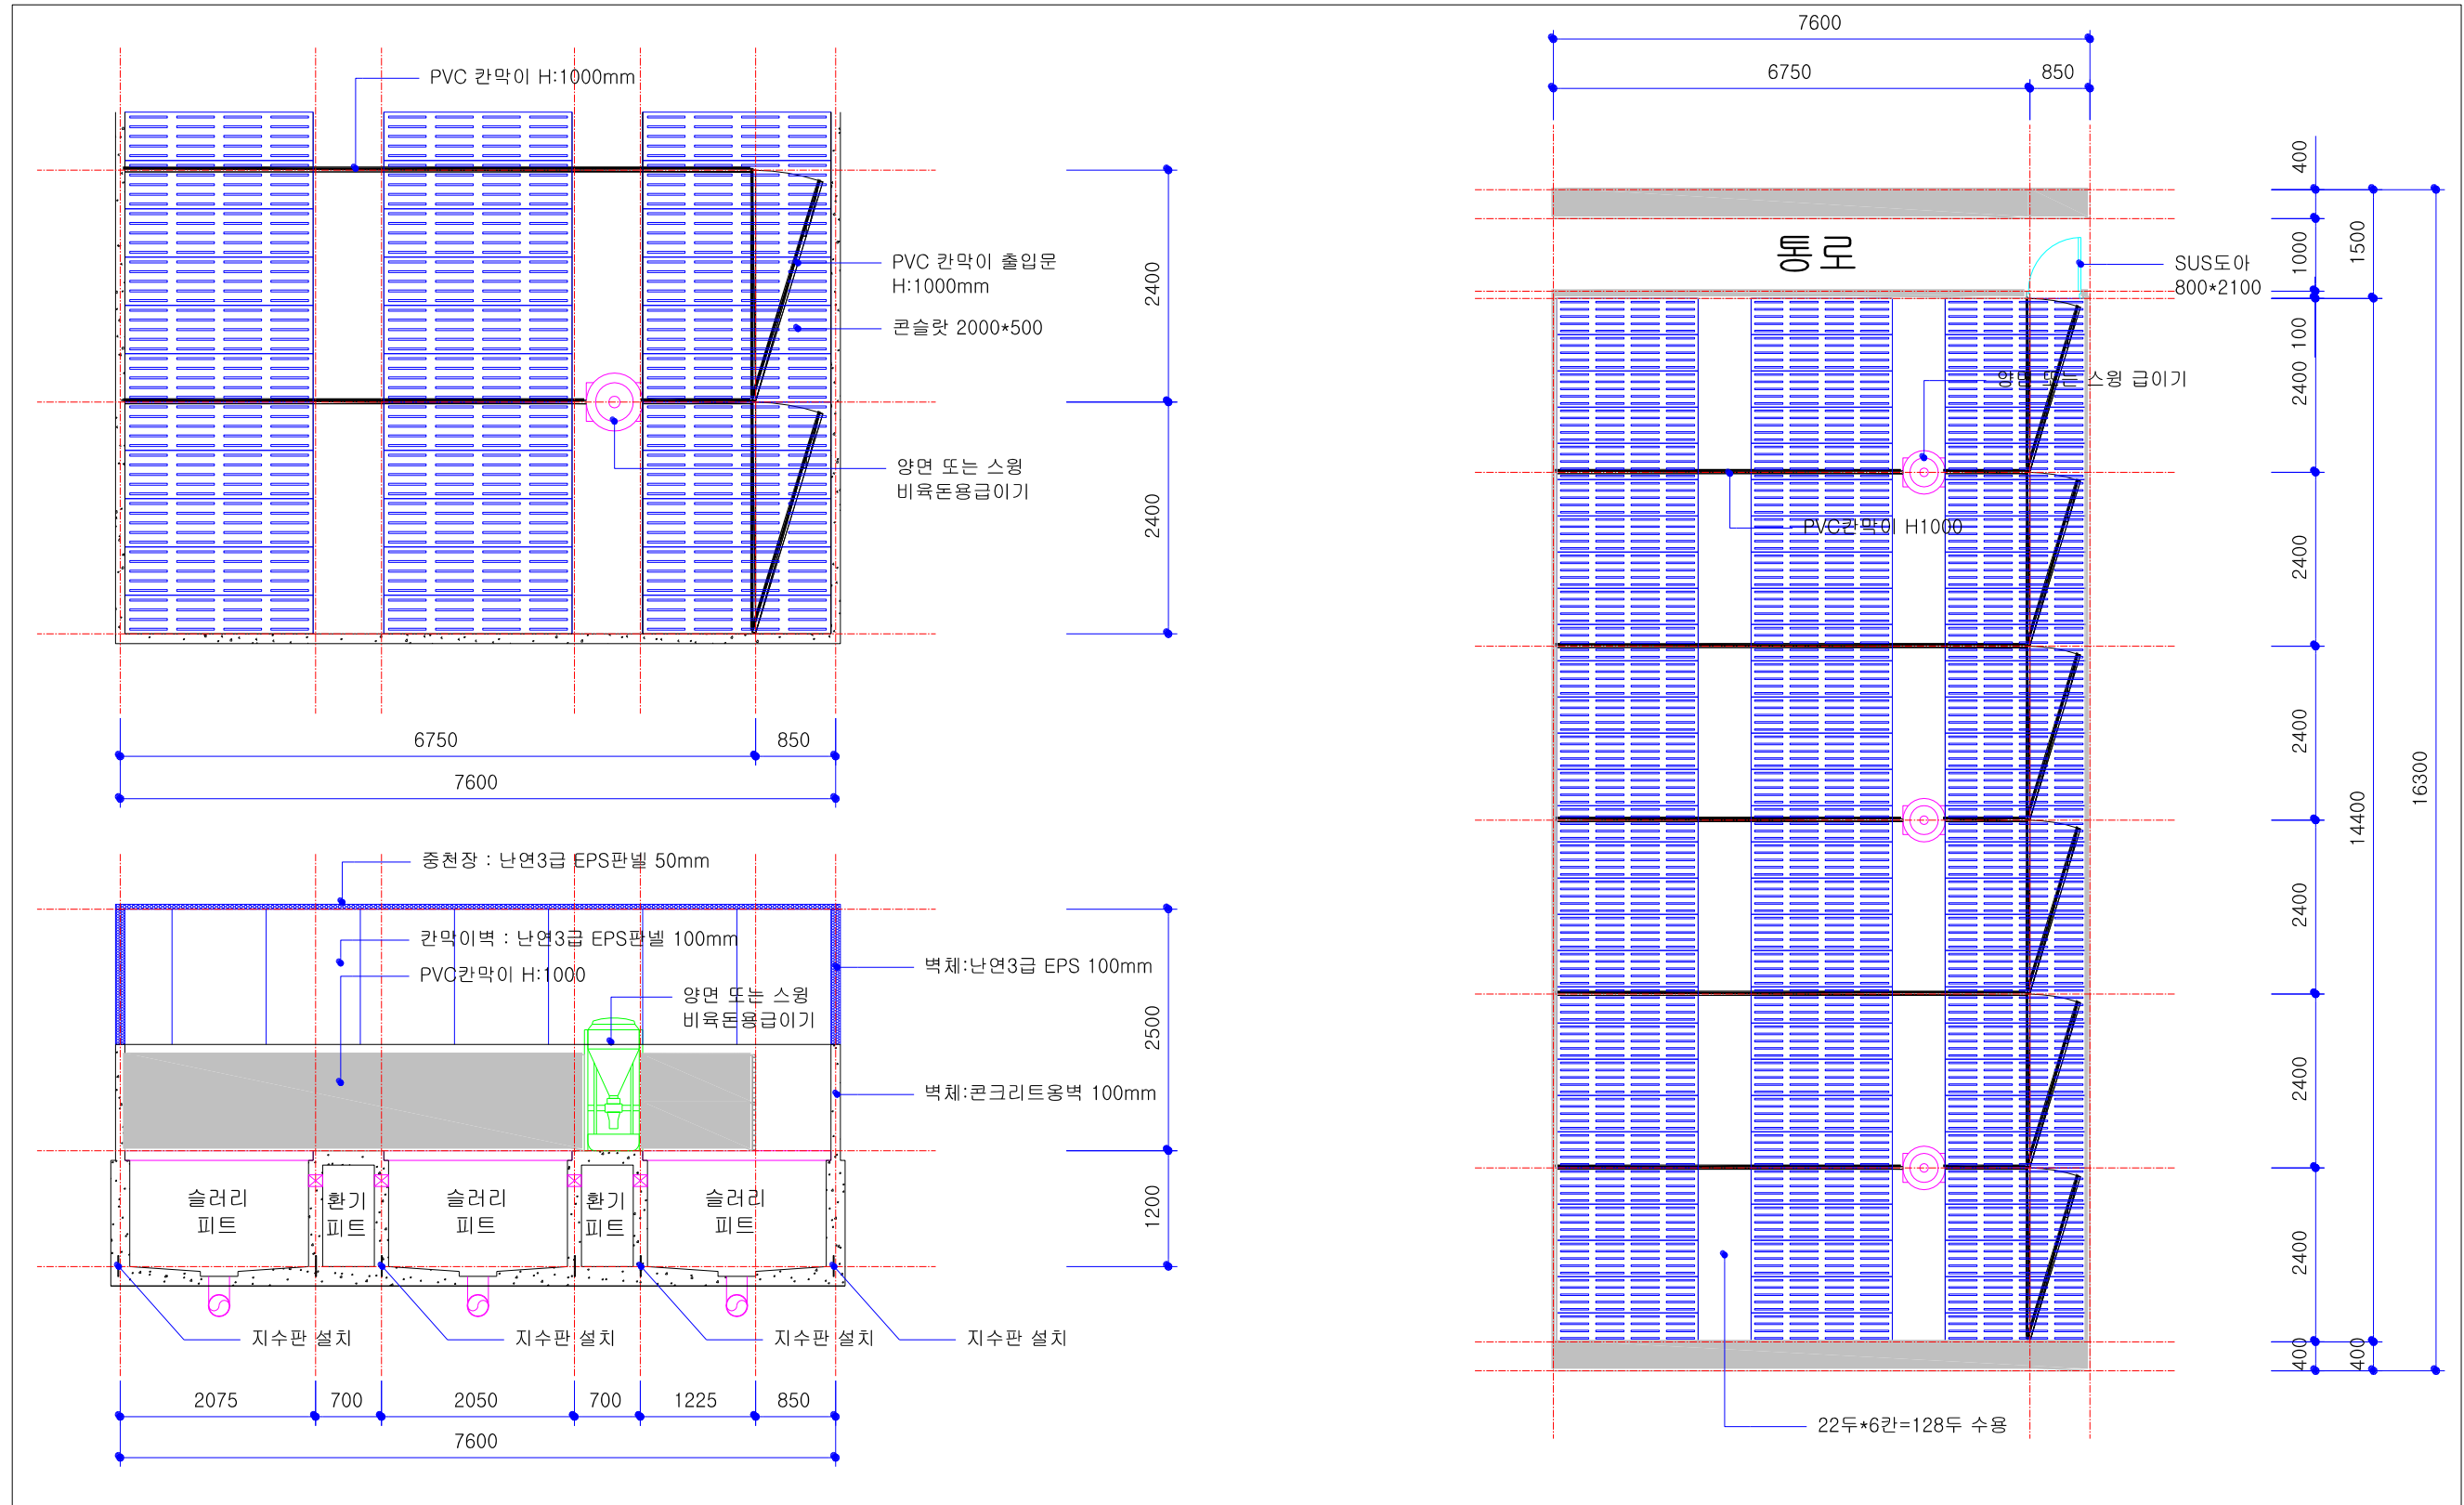 PVC 칸막이 H:1000mm
PVC 칸막이 출입문
H:1000mm
콘슬랏 2000*500
양면 또는 스윙
비육돈용급이기
2400
2400
6750
850
7600
중천장 : 난연3급 EPS판넬 50mm
칸막이벽 : 난연3급 EPS판넬 100mm
PVC칸막이 H:1000
양면 또는 스윙
비육돈용급이기
벽체:난연3급 EPS 100mm
벽체:콘크리트옹벽 100mm
2500
1200
슬러리
피트
환기
피트
슬러리
피트
환기
피트
슬러리
피트
지수판 설치
지수판 설치
지수판 설치
지수판 설치
2075
700
2050
700
1225
850
7600
7600
6750
850
통로
SUS도아
800*2100
양면 또는 스윙 급이기
PVC칸막이 H1000
22두*6칸=128두 수용
400
1000
100
2400
2400
2400
2400
2400
2400
400
1500
14400
400
16300